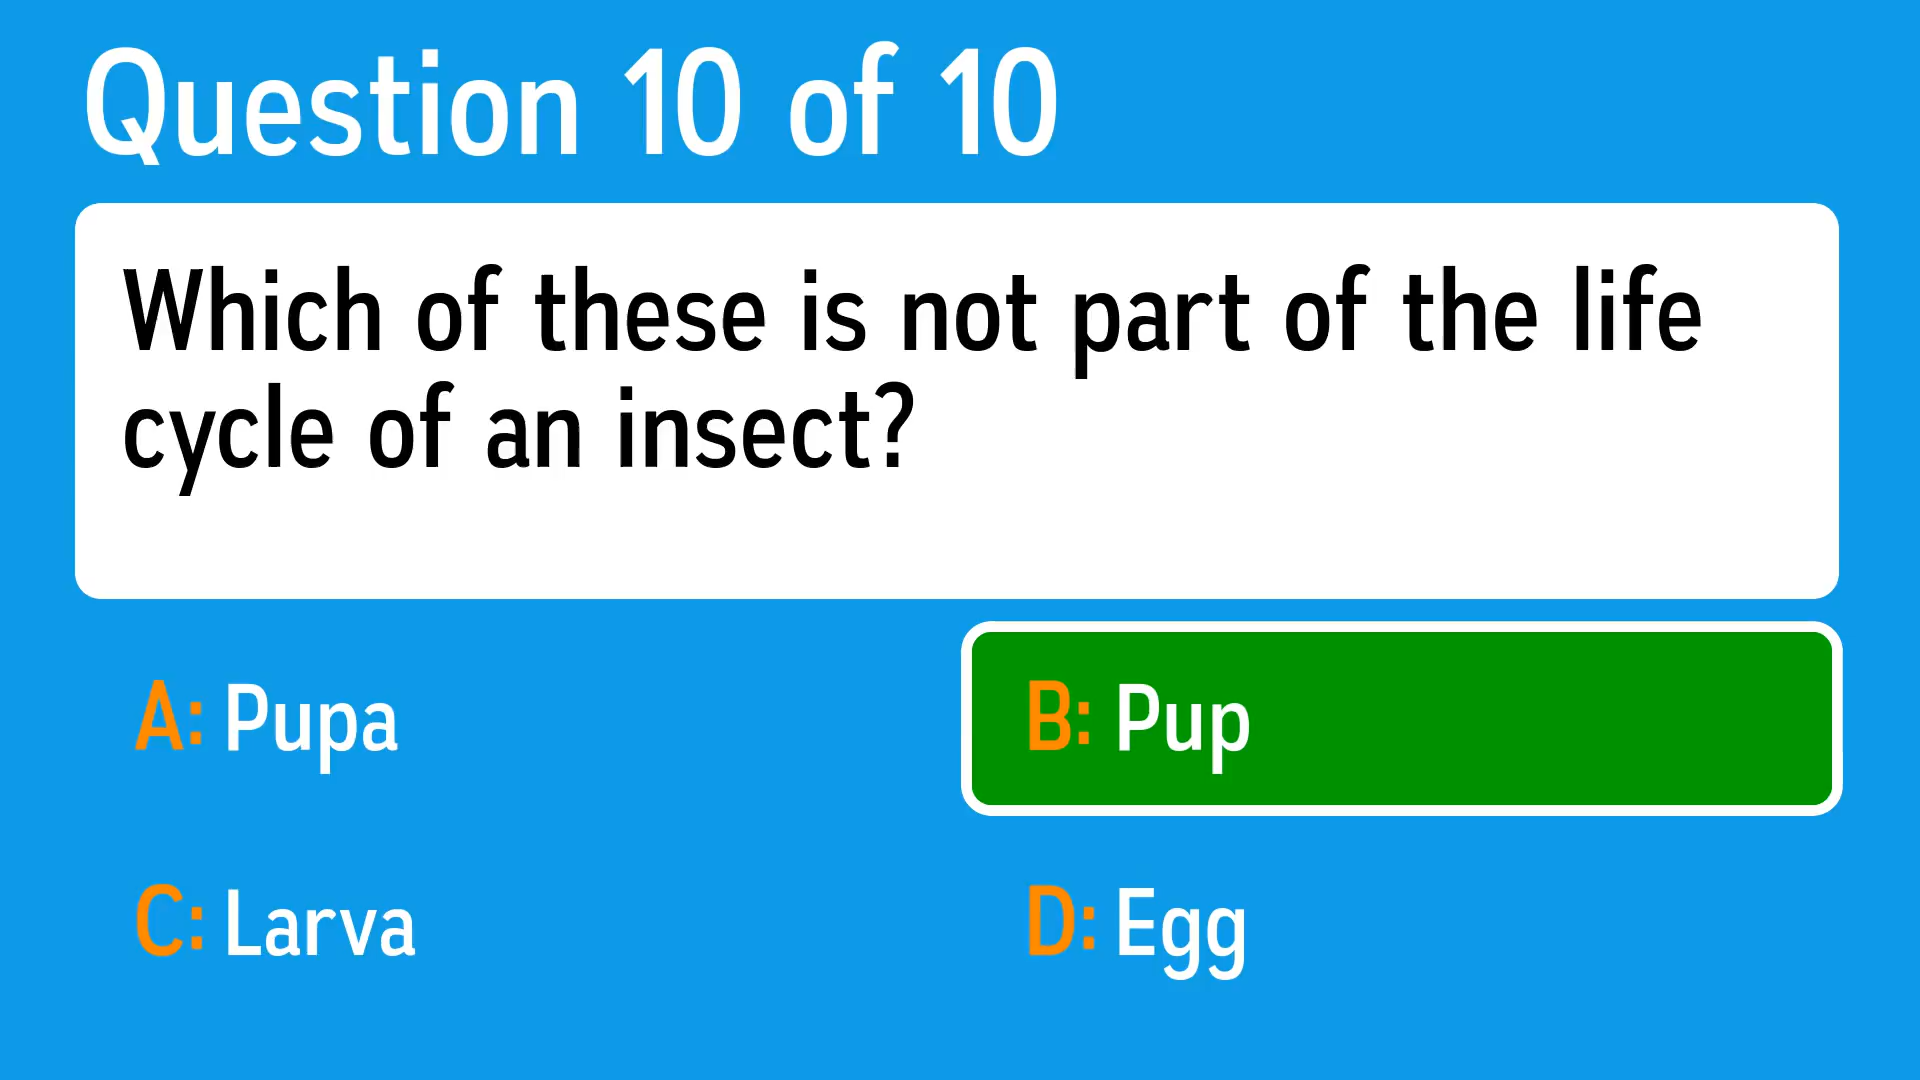 Question 10 of 10
Which of these is not part of the life
cycle of an insect?
A: Pupa
B: Pup
C: Larva
D: Egg